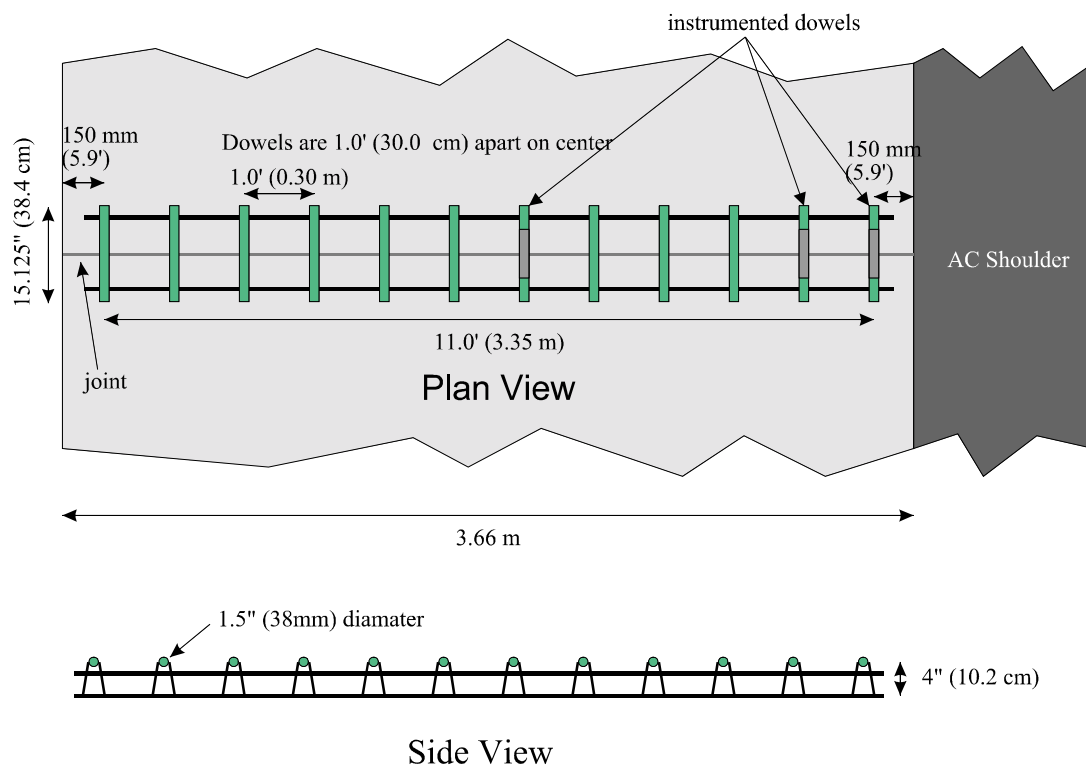 instrumented dowels
150 mm
(5.9')
Dowels are 1.0' (30.0 cm) apart on center
150 mm
(5.9')
1.0' (0.30 m)
15.125" (38.4 cm)
AC Shoulder
11.0' (3.35 m)
joint
Plan View
3.66 m
1.5" (38mm) diamater
4" (10.2 cm)
Side View